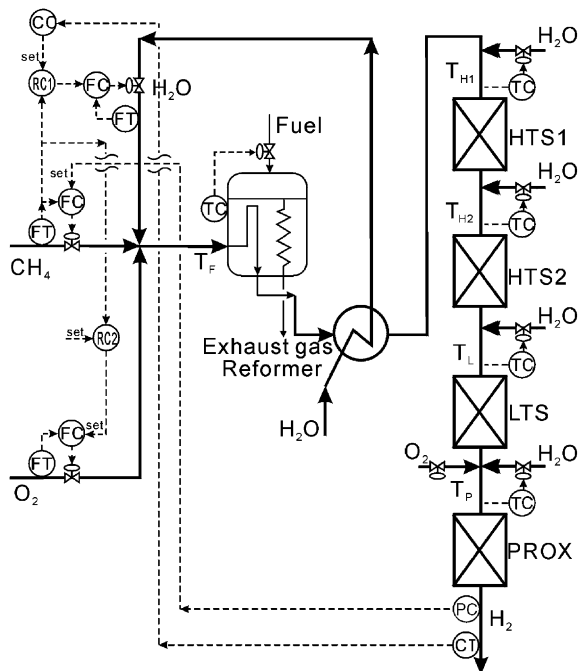 CC
set
RC1
FC
H₂O
FT
set
FC
FT
CH₄
Fuel
TC
T_F
Exhaust gas
Reformer
H₂O
set
RC2
set
FC
FT
O₂
H₂O
T_H1
TC
HTS1
H₂O
T_H2
TC
HTS2
H₂O
T_L
TC
LTS
O₂
H₂O
T_P
TC
PROX
PC
H₂
CT